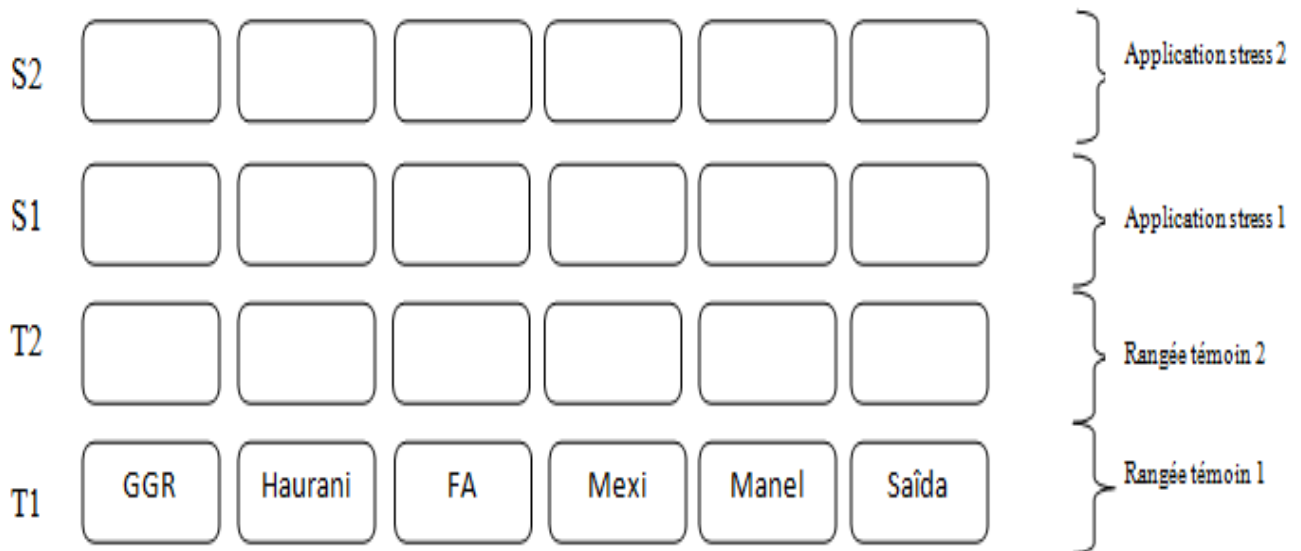 S2 Application stress 2
S1 Application stress 1
T2 Rangée témoin 2
T1 GGR Haurani FA Mexi Manel Saîda Rangée témoin 1